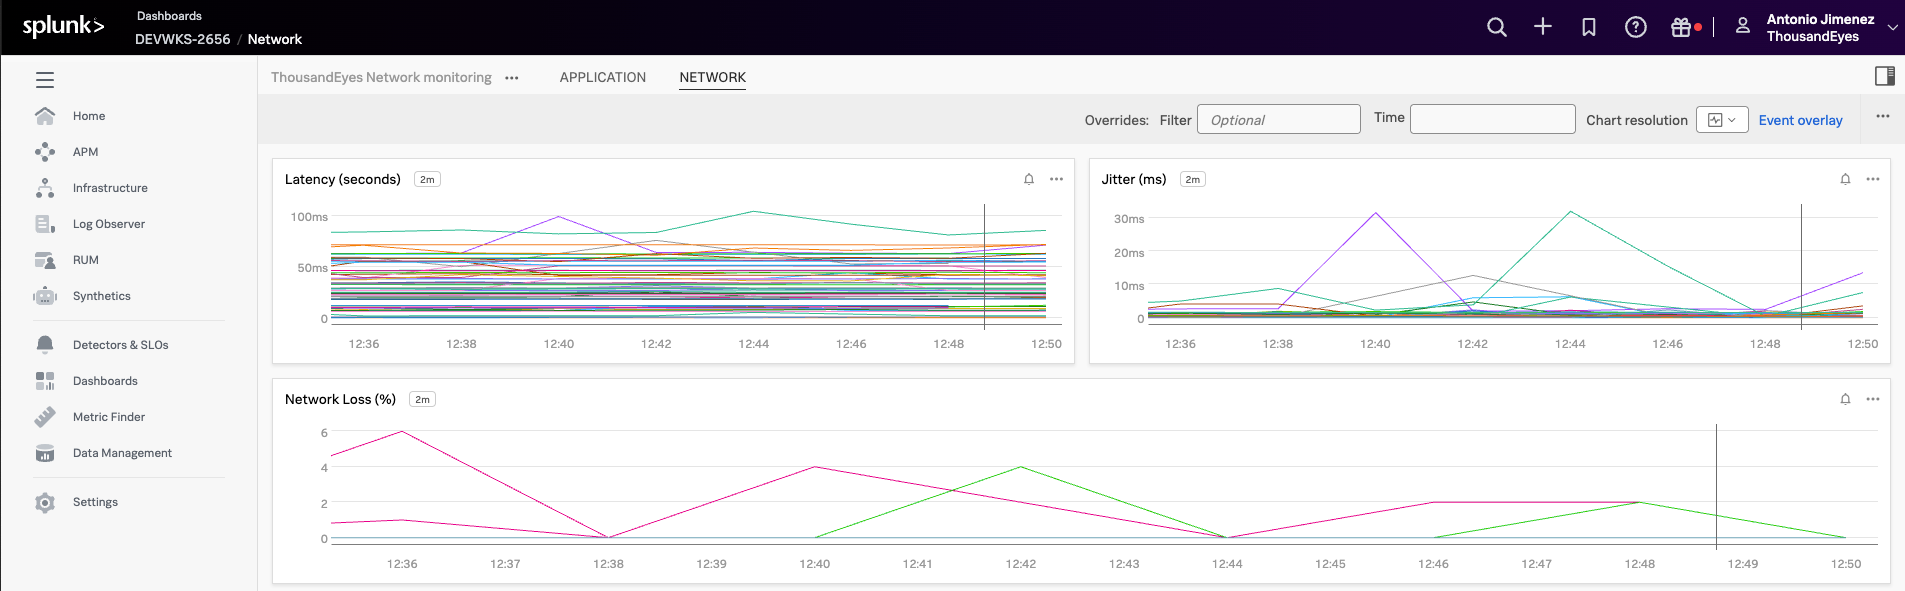 splunk>
Dashboards
DEVWKS-2656 / Network
Antonio Jimenez
ThousandEyes
ThousandEyes Network monitoring ••• APPLICATION NETWORK
Overrides: Filter Optional Time Chart resolution Event overlay
Home
APM
Infrastructure
Log Observer
RUM
Synthetics
Detectors & SLOs
Dashboards
Metric Finder
Data Management
Settings
Latency (seconds) 2m
100ms
50ms
0
12:36 12:38 12:40 12:42 12:44 12:46 12:48 12:50
Jitter (ms) 2m
30ms
20ms
10ms
0
12:36 12:38 12:40 12:42 12:44 12:46 12:48 12:50
Network Loss (%) 2m
6
4
2
0
12:36 12:37 12:38 12:39 12:40 12:41 12:42 12:43 12:44 12:45 12:46 12:47 12:48 12:49 12:50